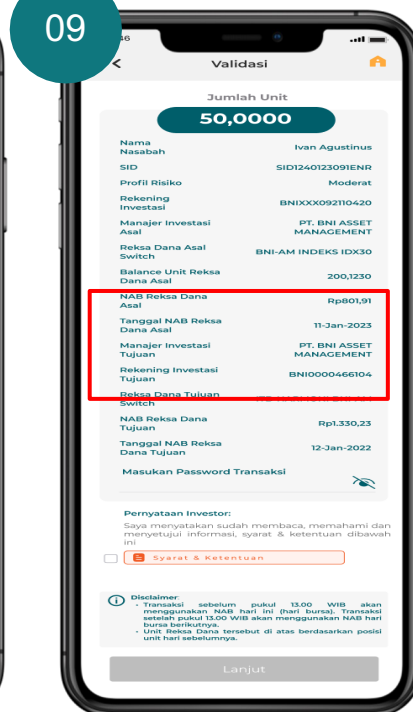 09
46
Validasi
Jumlah Unit
50,0000
Nama
Nasabah
Ivan Agustinus
SID
SID1240123091ENR
Profil Risiko
Moderat
Rekening
Investasi
BNIXXX092110420
Manajer Investasi
Asal
PT. BNI ASSET
MANAGEMENT
Reksa Dana Asal
Switch
BNI-AM INDEKS IDX30
Balance Unit Reksa
Dana Asal
200,1230
NAB Reksa Dana
Asal
Rp801,91
Tanggal NAB Reksa
Dana Asal
11-Jan-2023
Manajer Investasi
Tujuan
PT. BNI ASSET
MANAGEMENT
Rekening Investasi
Tujuan
BNI0000466104
Reksa Dana Tujuan
Switch
NAB Reksa Dana
Tujuan
Rp1.330,23
Tanggal NAB Reksa
Dana Tujuan
12-Jan-2022
Masukan Password Transaksi
Pernyataan Investor:
Saya menyatakan sudah membaca, memahami dan
menyetujui informasi, syarat & ketentuan dibawah
ini
Syarat & Ketentuan
Disclaimer:
• Transaksi sebelum pukul 13.00 WIB akan
menggunakan NAB hari ini (hari bursa). Transaksi
setelah pukul 13.00 WIB akan menggunakan NAB hari
bursa berikutnya.
• Unit Reksa Dana tersebut di atas berdasarkan posisi
unit hari sebelumnya.
Lanjut